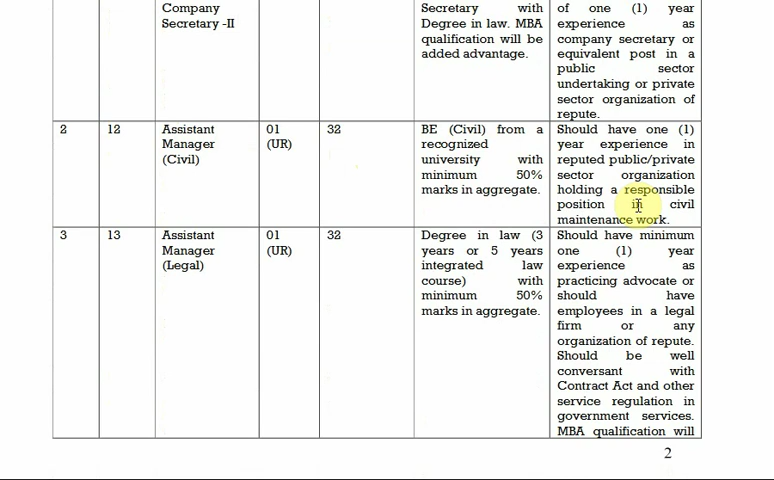 Company
Secretary -II
Secretary with
Degree in law. MBA
qualification will be
added advantage.
of one (1) year
experience as
company secretary or
equivalent post in a
public sector
undertaking or private
sector organization of
repute.
2
12
Assistant
Manager
(Civil)
01
(UR)
32
BE (Civil) from a
recognized
university with
minimum 50%
marks in aggregate.
Should have one (1)
year experience in
reputed public/private
sector organization
holding a responsible
position in civil
maintenance work.
3
13
Assistant
Manager
(Legal)
01
(UR)
32
Degree in law (3
years or 5 years
integrated law
course) with
minimum 50%
marks in aggregate.
Should have minimum
one (1) year
experience as
practicing advocate or
should have
employees in a legal
firm or any
organization of repute.
Should be well
conversant with
Contract Act and other
service regulation in
government services.
MBA qualification will
2